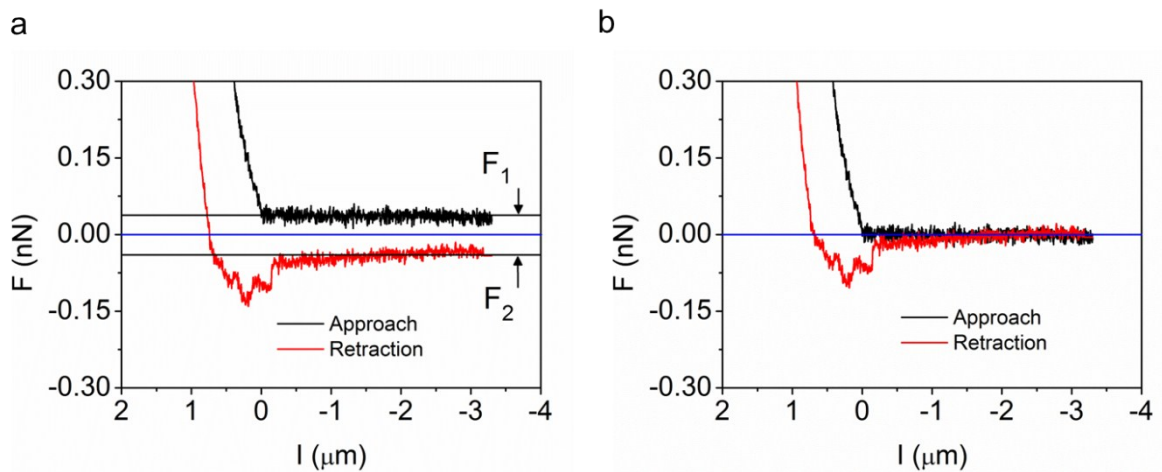 a
0.30
0.15
0.00
-0.15
-0.30
F (nN)
F1
F2
Approach
Retraction
2 1 0 -1 -2 -3 -4
I (μm)
b
0.30
0.15
0.00
-0.15
-0.30
F (nN)
Approach
Retraction
2 1 0 -1 -2 -3 -4
I (μm)